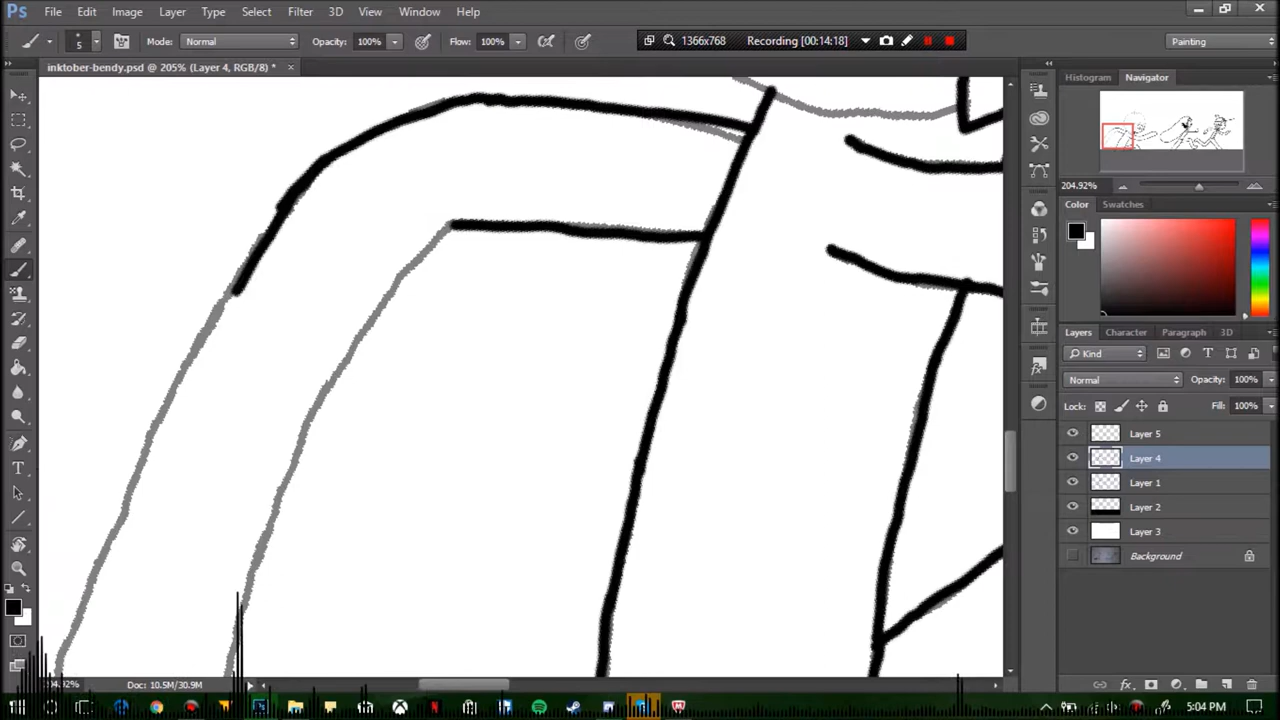 Ps File Edit Image Layer Type Select Filter 3D View Window Help
5 Mode: Normal Opacity: 100% Flow: 100% 1366x768 Recording [00:14:18] Painting
inktober-bendy.psd @ 205% (Layer 4, RGB/8) *
Histogram Navigator
204.92%
Color Swatches
Layers Character Paragraph 3D
Kind
Normal Opacity: 100%
Lock: Fill: 100%
Layer 5
Layer 4
Layer 1
Layer 2
Layer 3
Background
Doc: 10.5M/30.9M
5:04 PM